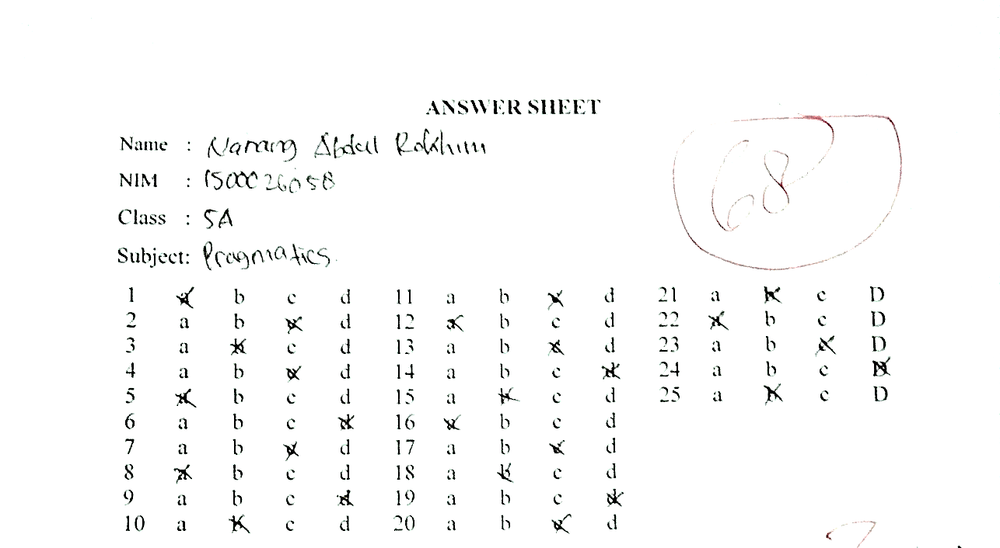 ANSWER SHEET
Name : Nanang Abdul Rokhim
NIM : 1500026058
Class : 5A
68
Subject: Pragmatics.
1 a b c d 11 a b c d 21 a b c D
2 a b c d 12 a b c d 22 a b c D
3 a b c d 13 a b c d 23 a b c D
4 a b c d 14 a b c d 24 a b c D
5 a b c d 15 a b c d 25 a b c D
6 a b c d 16 a b c d
7 a b c d 17 a b c d
8 a b c d 18 a b c d
9 a b c d 19 a b c d
10 a b c d 20 a b c d